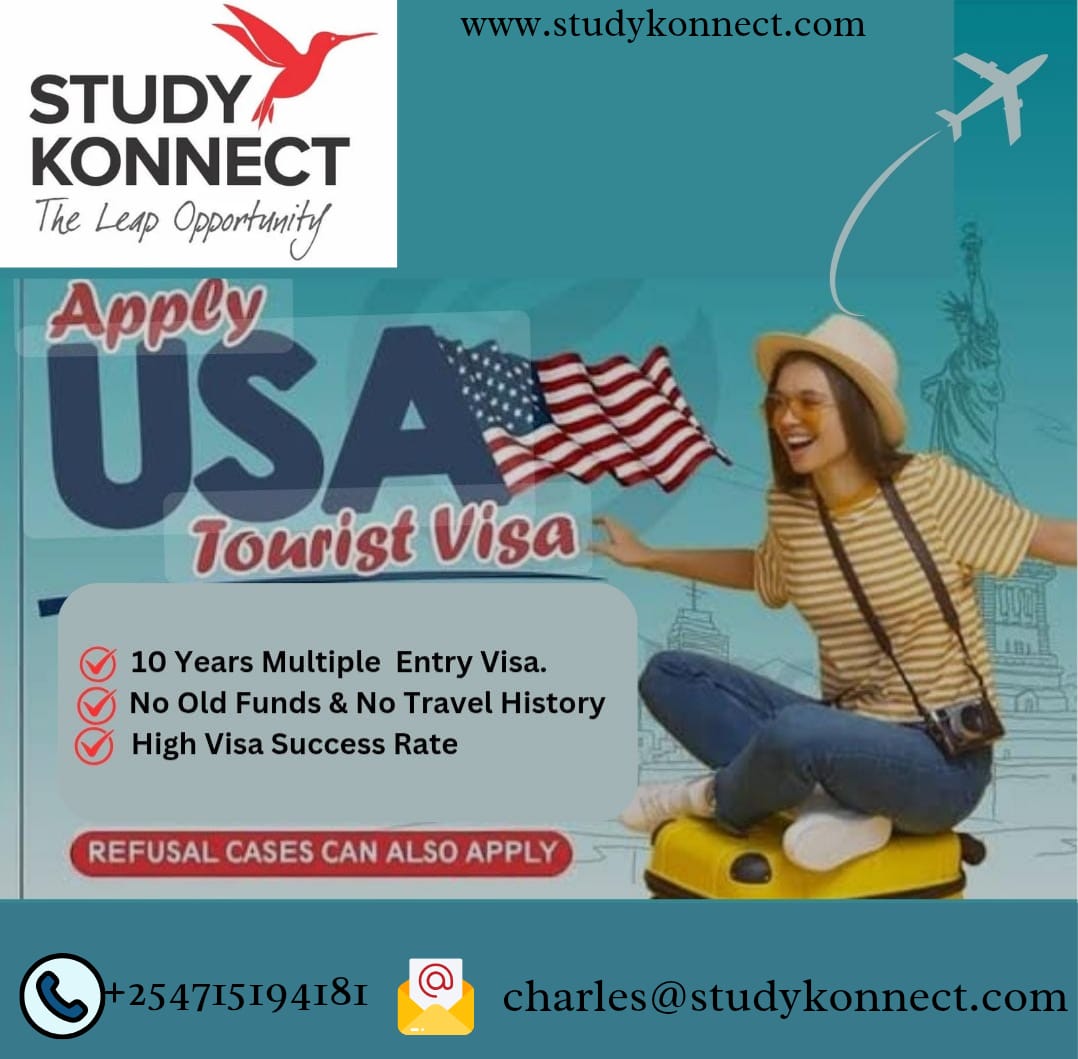 www.studykonnect.com
STUDY
KONNECT
The Leap Opportunity
Apply
USA
Tourist Visa
10 Years Multiple Entry Visa.
No Old Funds & No Travel History
High Visa Success Rate
REFUSAL CASES CAN ALSO APPLY
+254715194181
@
charles@studykonnect.com